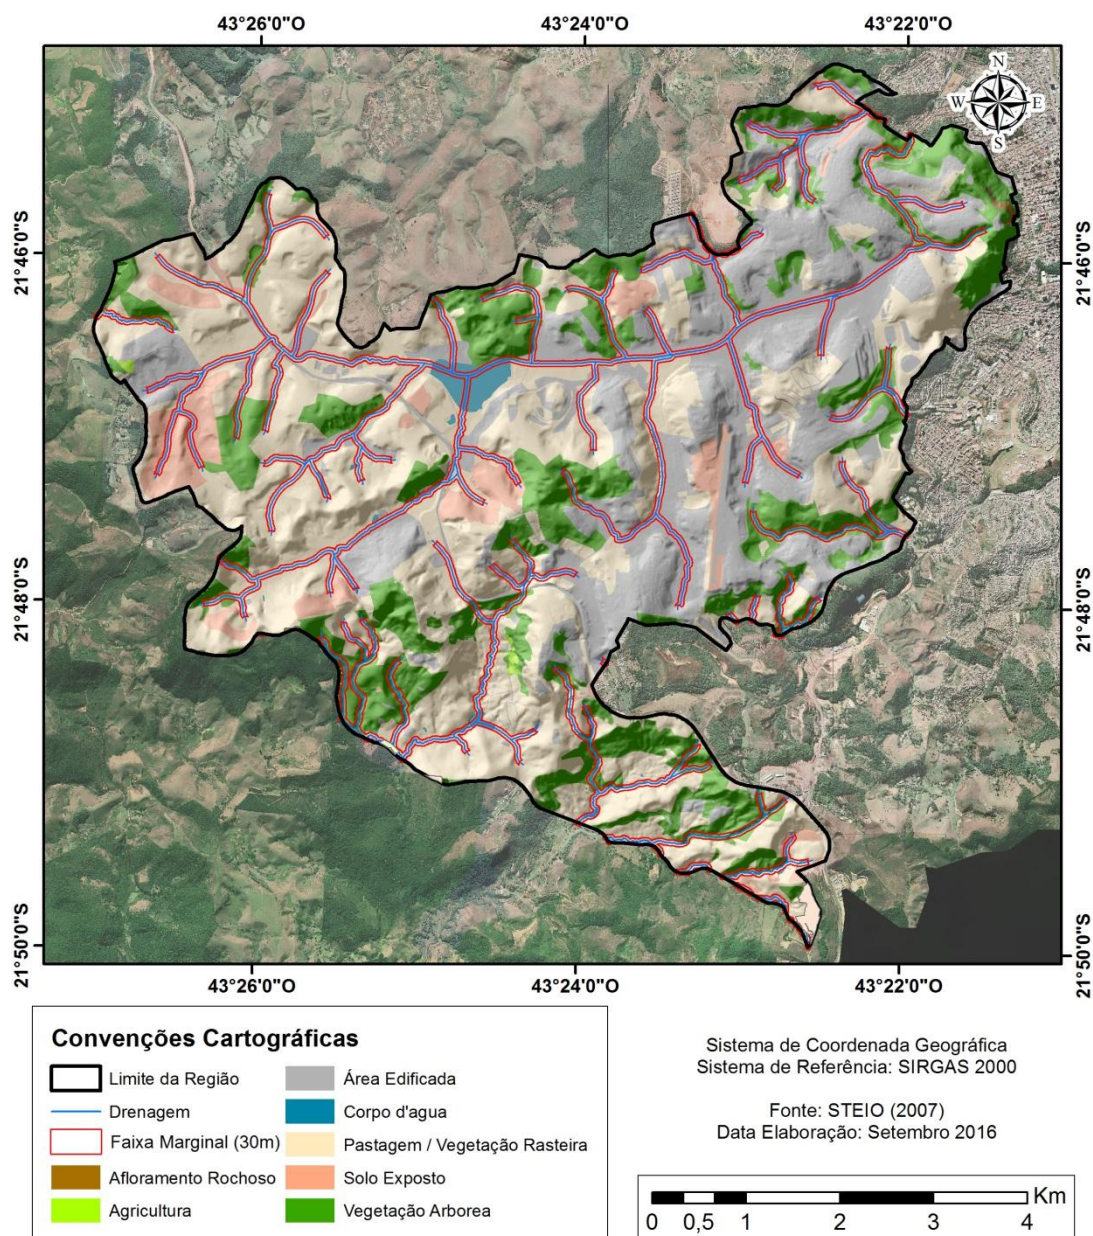 43°26'0"O 43°24'0"O 43°22'0"O
N
W E
S
21°46'0"S 21°46'0"S
21°48'0"S 21°48'0"S
21°50'0"S 21°50'0"S
43°26'0"O 43°24'0"O 43°22'0"O
Convenções Cartográficas
Limite da Região
Drenagem
Faixa Marginal (30m)
Afloramento Rochoso
Agricultura
Área Edificada
Corpo d'agua
Pastagem / Vegetação Rasteira
Solo Exposto
Vegetação Arborea
Sistema de Coordenada Geográfica
Sistema de Referência: SIRGAS 2000
Fonte: STEIO (2007)
Data Elaboração: Setembro 2016
Km
0 0,5 1 2 3 4